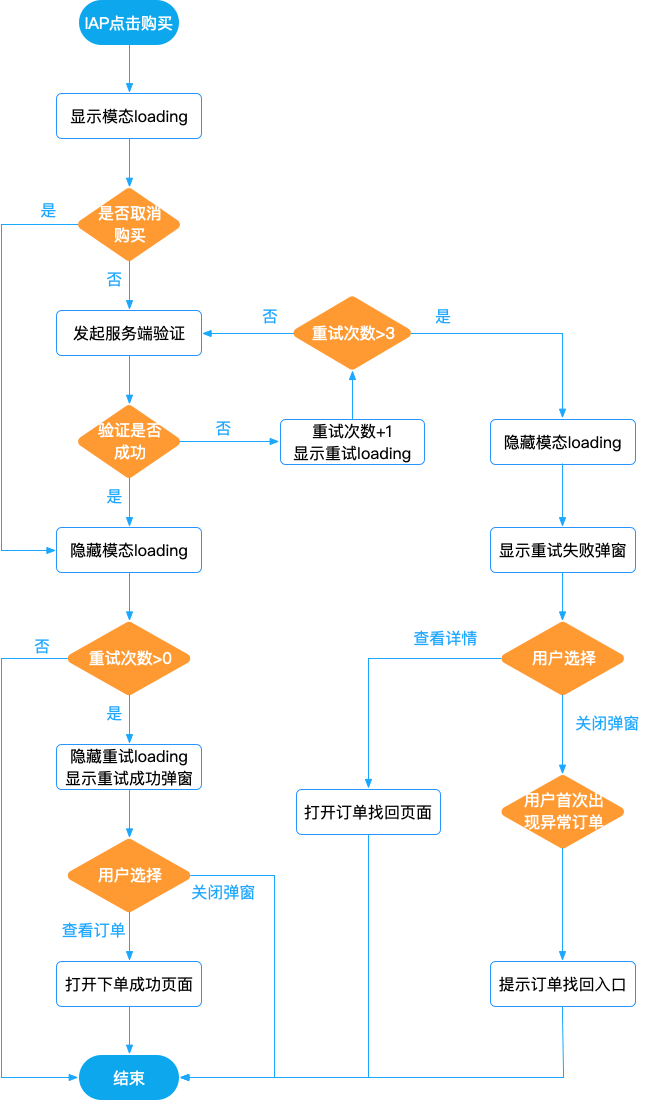 IAP点击购买
显示模态loading
是
是否取消
购买
否
发起服务端验证
否
重试次数>3
是
验证是否
成功
否
重试次数+1
显示重试loading
隐藏模态loading
是
隐藏模态loading
显示重试失败弹窗
否
重试次数>0
查看详情
用户选择
是
关闭弹窗
隐藏重试loading
显示重试成功弹窗
打开订单找回页面
用户首次出
现异常订单
用户选择
关闭弹窗
查看订单
打开下单成功页面
提示订单找回入口
结束